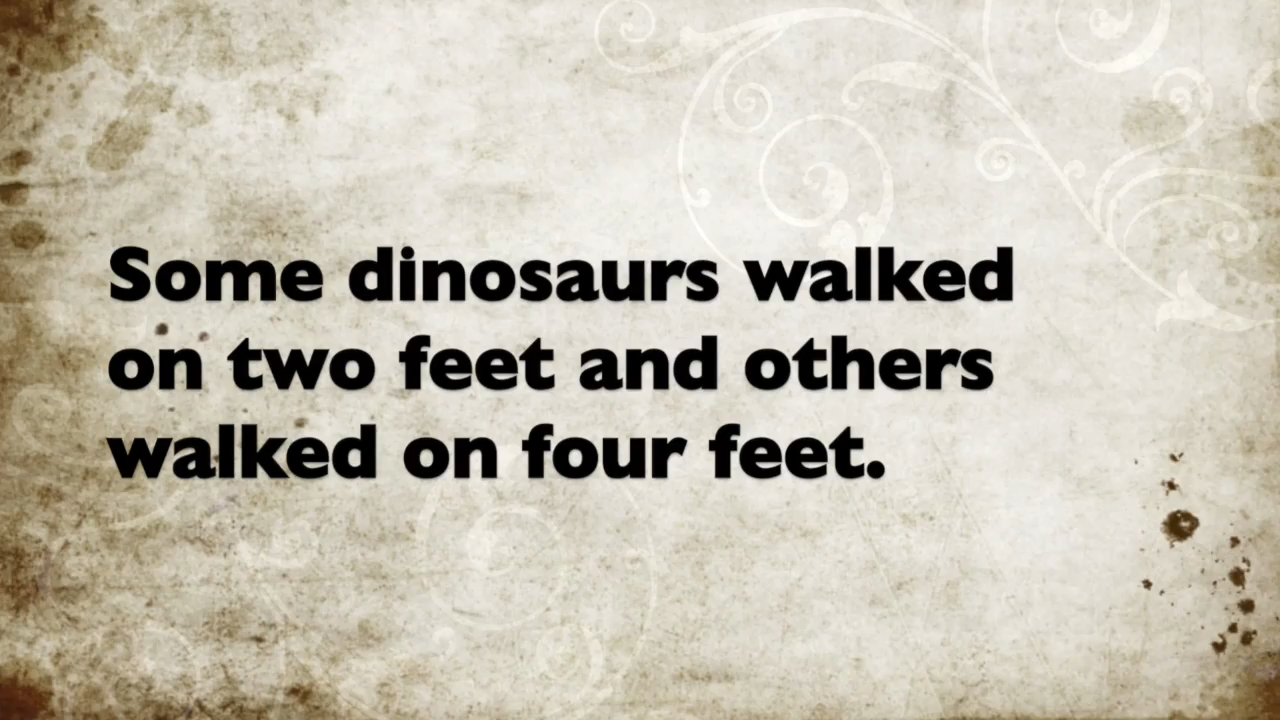 Some dinosaurs walked
on two feet and others
walked on four feet.